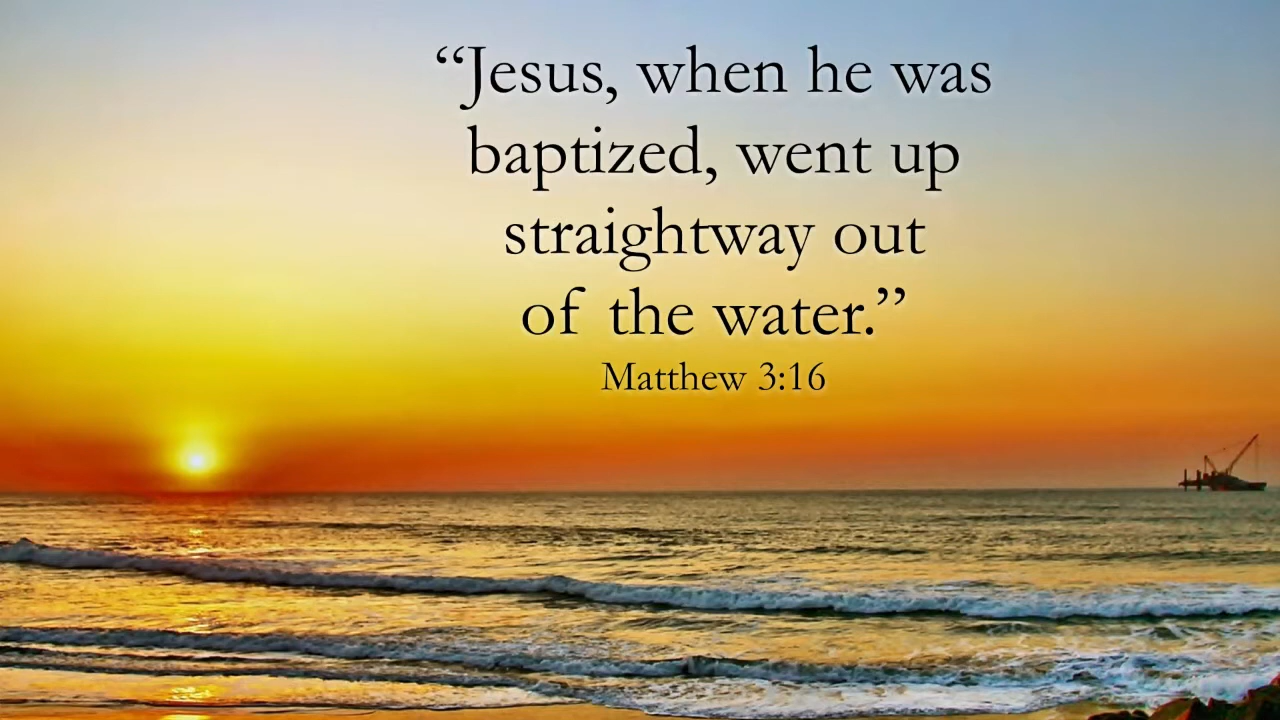 “Jesus, when he was
baptized, went up
straightway out
of the water.”
Matthew 3:16